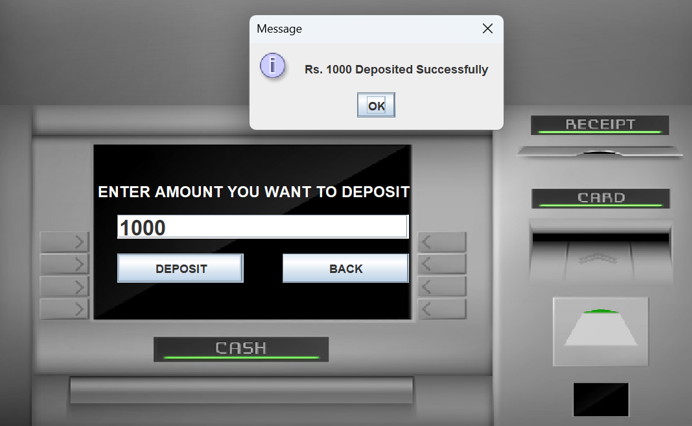 Message
Rs. 1000 Deposited Successfully
OK
RECEIPT
ENTER AMOUNT YOU WANT TO DEPOSIT
CARD
1000
DEPOSIT
BACK
CASH